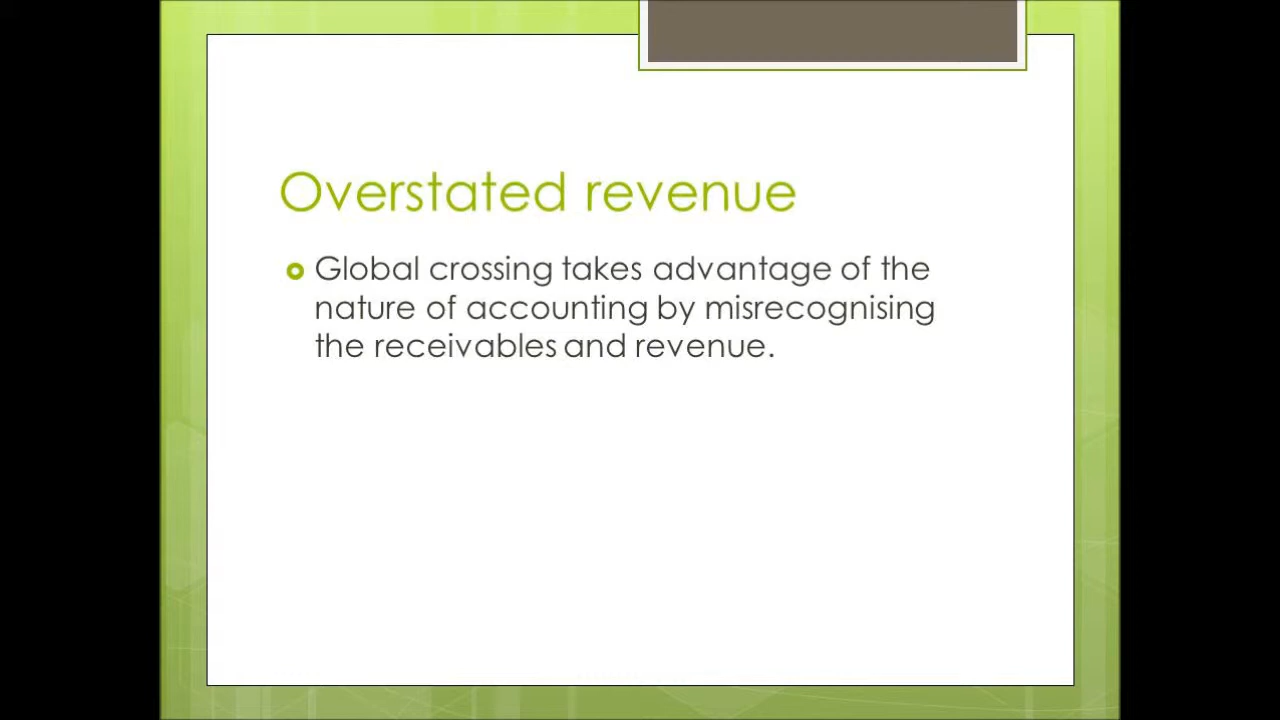 Overstated revenue
Global crossing takes advantage of the
nature of accounting by misrecognising
the receivables and revenue.